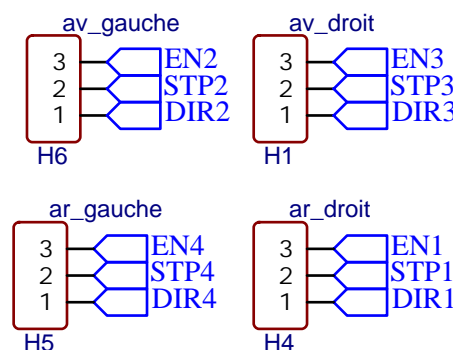 av_gauche
3 EN2
2 STP2
1 DIR2
H6
av_droit
3 EN3
2 STP3
1 DIR3
H1
ar_gauche
3 EN4
2 STP4
1 DIR4
H5
ar_droit
3 EN1
2 STP1
1 DIR1
H4